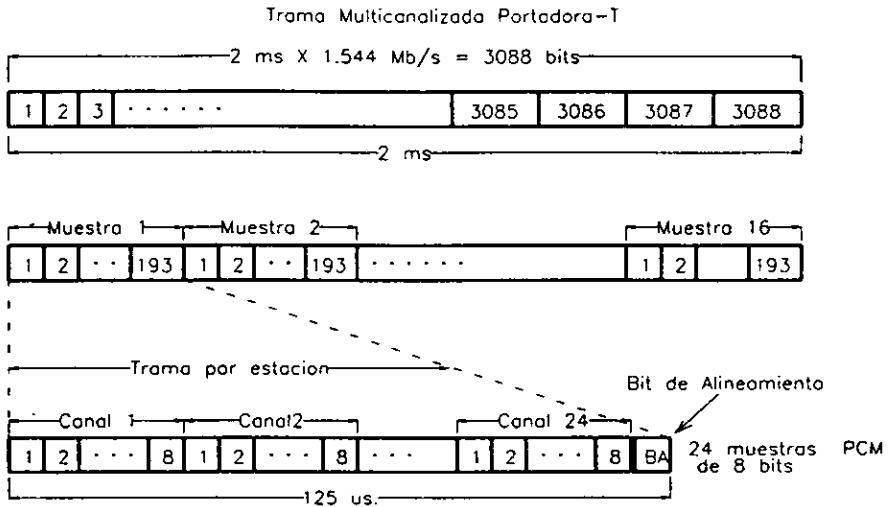 Trama Multicanalizada Portadora-T
2 ms X 1.544 Mb/s = 3088 bits
1 2 3 · · · · · · 3085 3086 3087 3088
2 ms
Muestra 1 Muestra 2 Muestra 16
1 2 · · 193 1 2 · · 193 · · · · · · 1 2 193
Trama por estacion
Bit de Alineamiento
Canal 1 Canal2 Canal 24
1 2 · · · 8 1 2 · · · 8 · · · 1 2 · · · 8 BA
24 muestras PCM
de 8 bits
125 us.